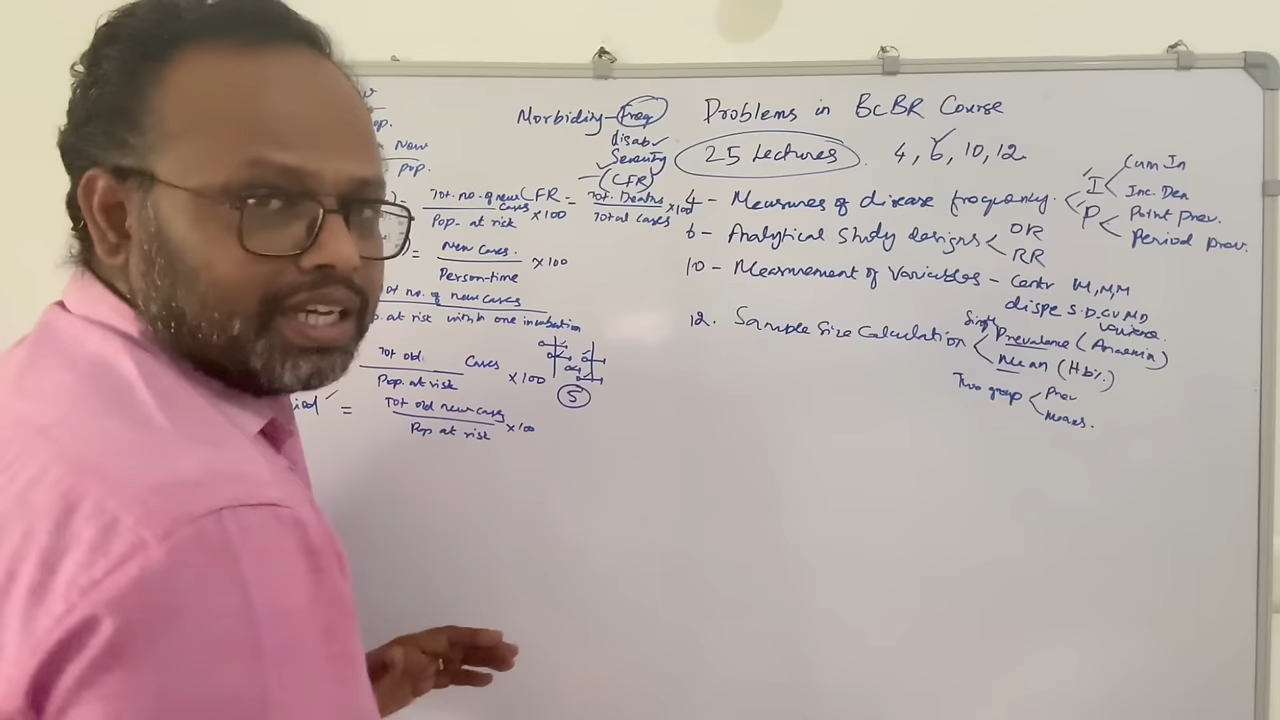 Problems in BCBR Course
25 Lectures. 4, 6, 10, 12
4 - Measures of disease frequency.
I
Cum In
Inc. Den
P
Point Prev.
Period prev.
6 - Analytical Study designs
OR
RR
10 - Measurement of Variables - Centr M,M,M
dispe S.D, CV MD
Variance.
12. Sample Size Calculation
Single
Prevalence (Anaemia)
Mean (Hb%)
Two group
Prev
Means.
Morbidity - Freq
disab
Severity
(CFR)
New
pop.
Tot. no. of new cases
Pop. at risk × 100
CFR = Tot. Deaths
Total cases × 100
= New Cases.
Person-time × 100
ot no. of new cases
p. at risk with one incubation
Tot old Cases
Pop. at risk × 100
5
iod = Tot old new cases
Pop at risk × 100